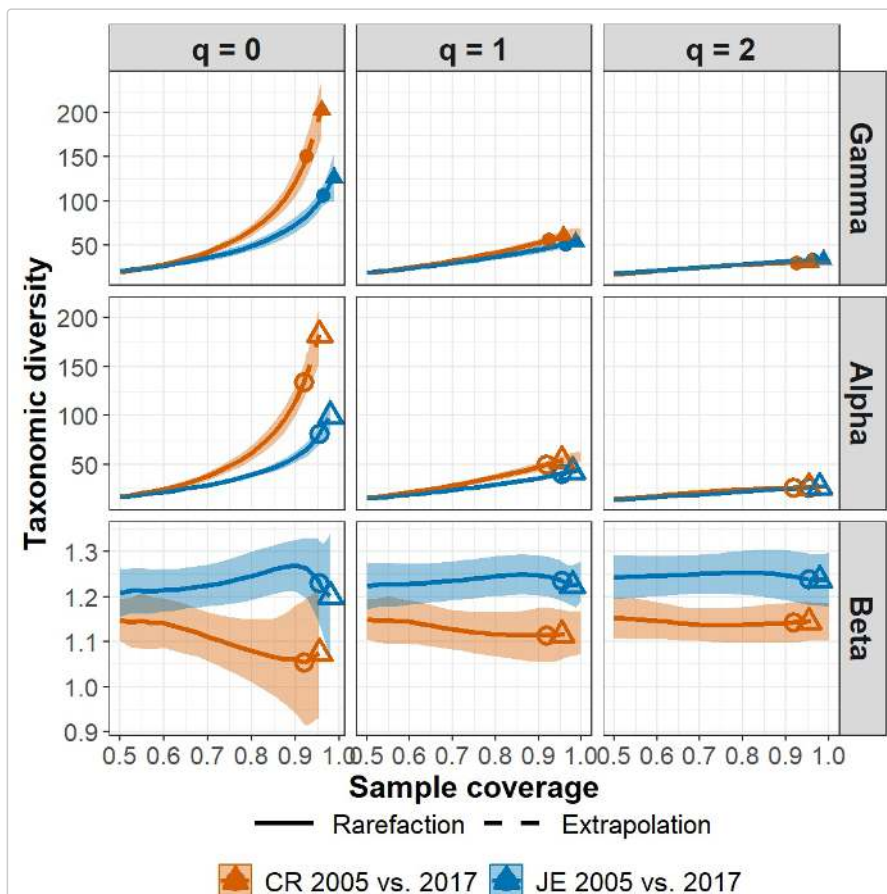 q = 0 q = 1 q = 2
Taxonomic diversity
200
150
100
50
Gamma
200
150
100
50
Alpha
1.3
1.2
1.1
1.0
0.9
Beta
0.5 0.6 0.7 0.8 0.9 1.0 0.5 0.6 0.7 0.8 0.9 1.0 0.5 0.6 0.7 0.8 0.9 1.0
Sample coverage
Rarefaction Extrapolation
CR 2005 vs. 2017 JE 2005 vs. 2017